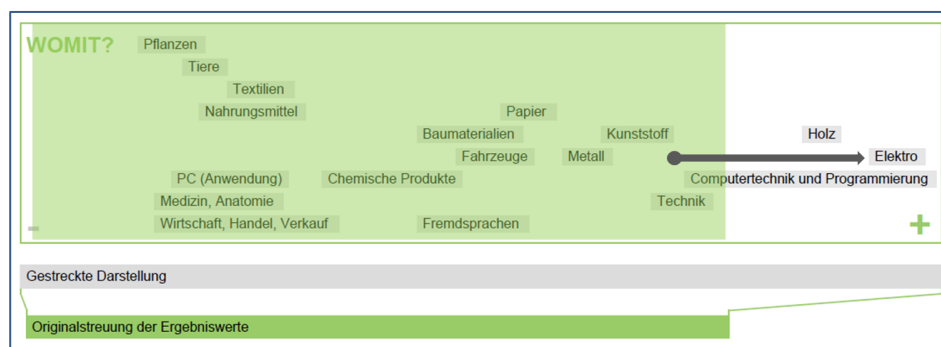 WOMIT? Pflanzen
Tiere
Textilien
Nahrungsmittel Papier
Baumaterialien Kunststoff Holz
Fahrzeuge Metall Elektro
PC (Anwendung) Chemische Produkte Computertechnik und Programmierung
Medizin, Anatomie Technik
- Wirtschaft, Handel, Verkauf Fremdsprachen +
Gestreckte Darstellung
Originalstreuung der Ergebniswerte